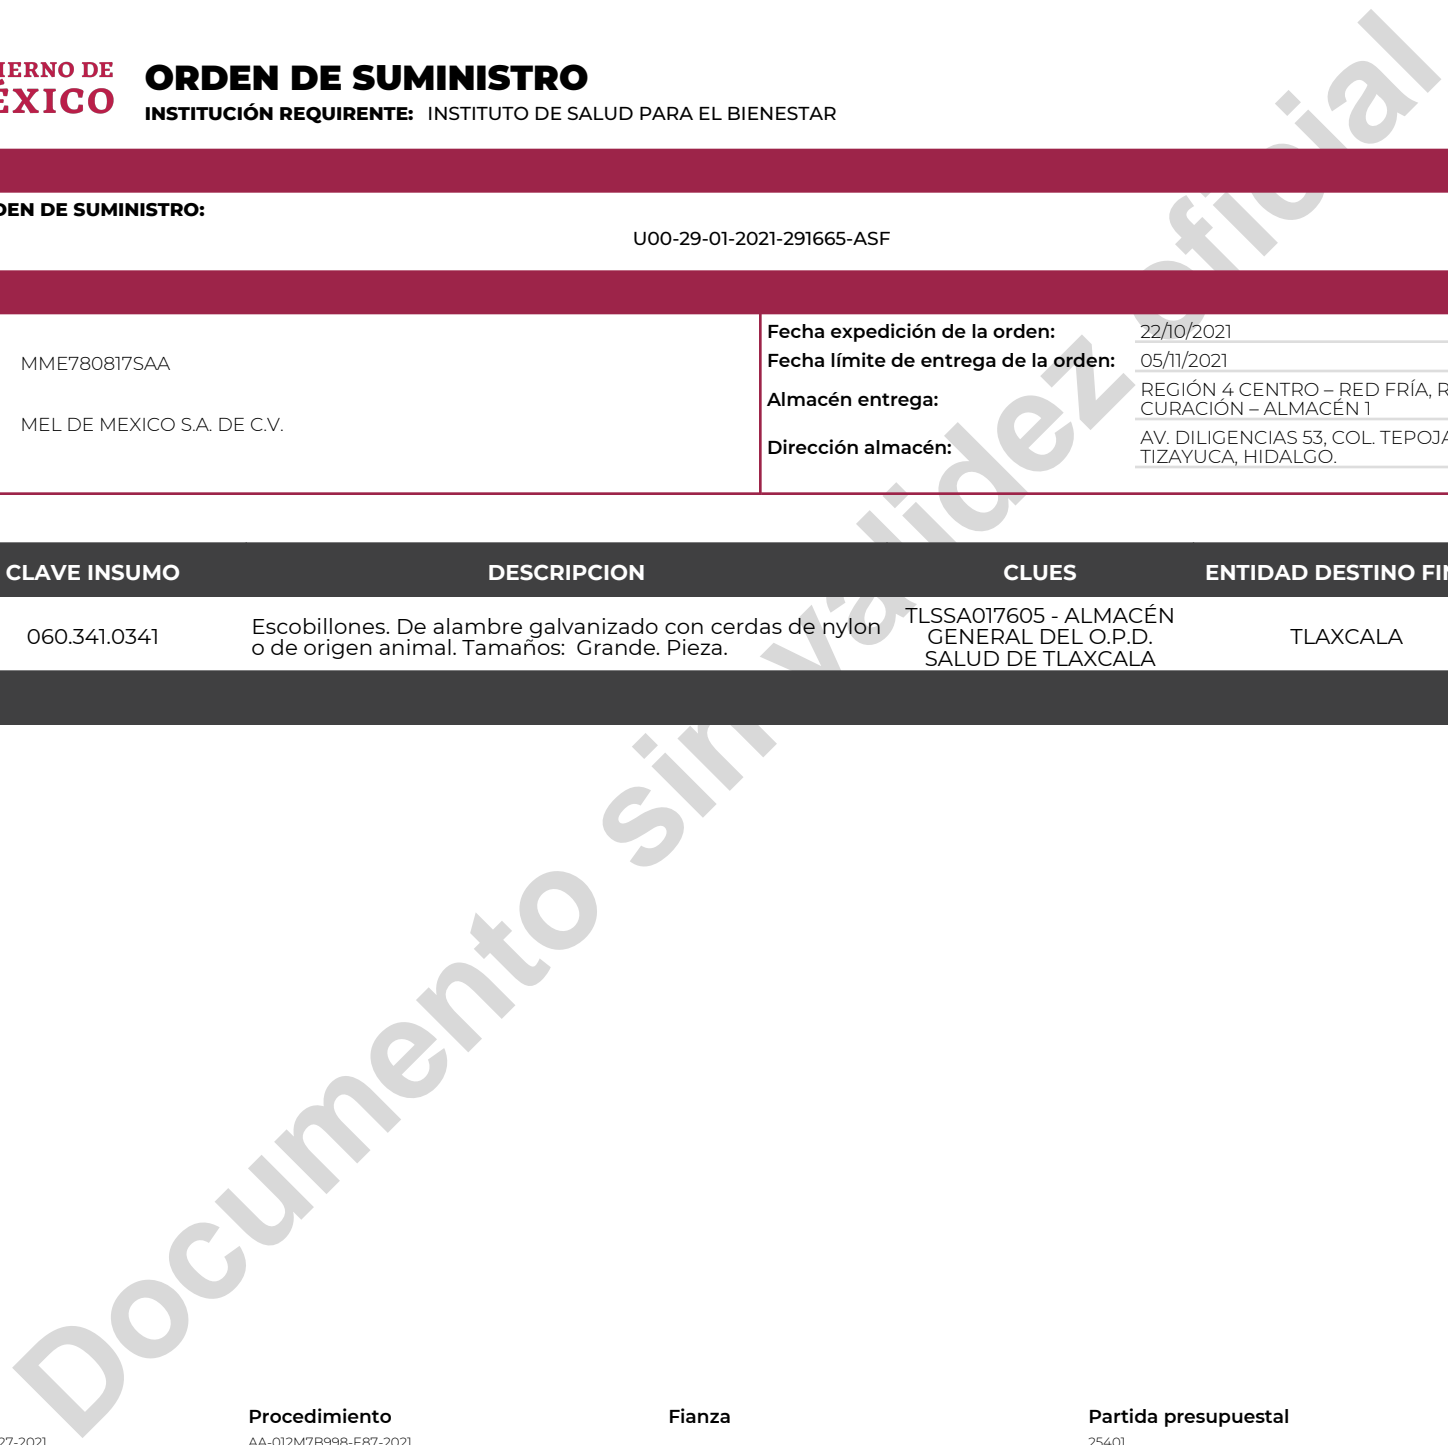 IERNO DE
ÉXICO
ORDEN DE SUMINISTRO
INSTITUCIÓN REQUIRENTE: INSTITUTO DE SALUD PARA EL BIENESTAR
DEN DE SUMINISTRO:
U00-29-01-2021-291665-ASF
MME780817SAA
MEL DE MEXICO S.A. DE C.V.
Fecha expedición de la orden: 22/10/2021
Fecha límite de entrega de la orden: 05/11/2021
Almacén entrega: REGIÓN 4 CENTRO – RED FRÍA, R
CURACIÓN – ALMACÉN 1
Dirección almacén: AV. DILIGENCIAS 53, COL. TEPOJA
TIZAYUCA, HIDALGO.
CLAVE INSUMO DESCRIPCION CLUES ENTIDAD DESTINO FIN
060.341.0341
Escobillones. De alambre galvanizado con cerdas de nylon
o de origen animal. Tamaños: Grande. Pieza.
TLSSA017605 - ALMACÉN
GENERAL DEL O.P.D.
SALUD DE TLAXCALA
TLAXCALA
Documento sin validez oficial
Procedimiento Fianza Partida presupuestal
27-2021 AA-012M7B998-E87-2021 25401